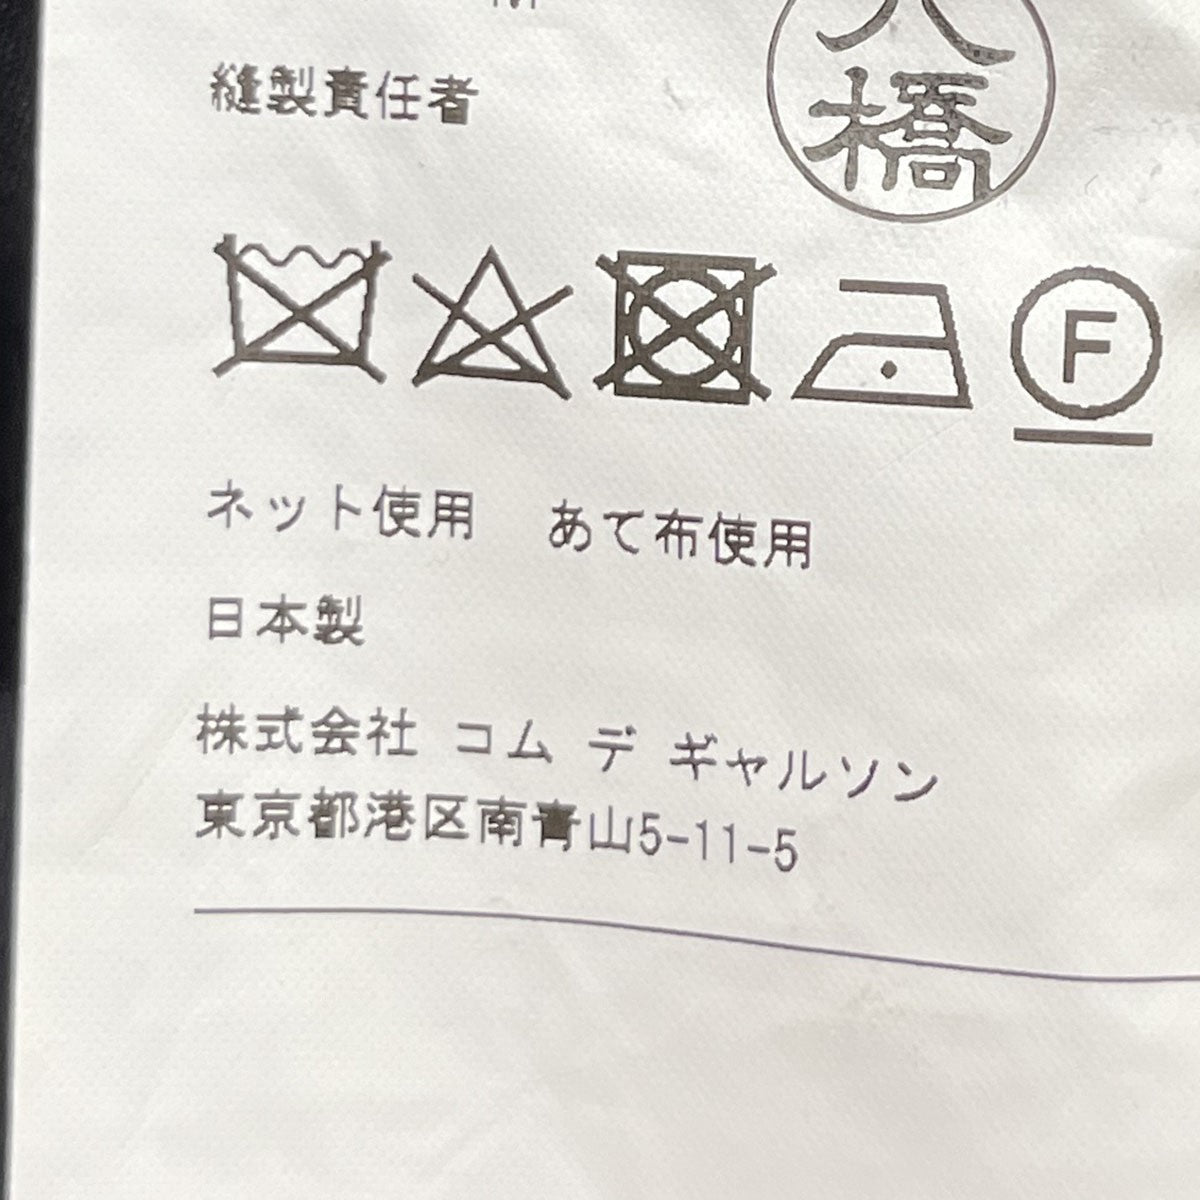 M
縫製責任者
大橋
F
ネット使用　あて布使用
日本製
株式会社 コム デ ギャルソン
東京都港区南青山5-11-5